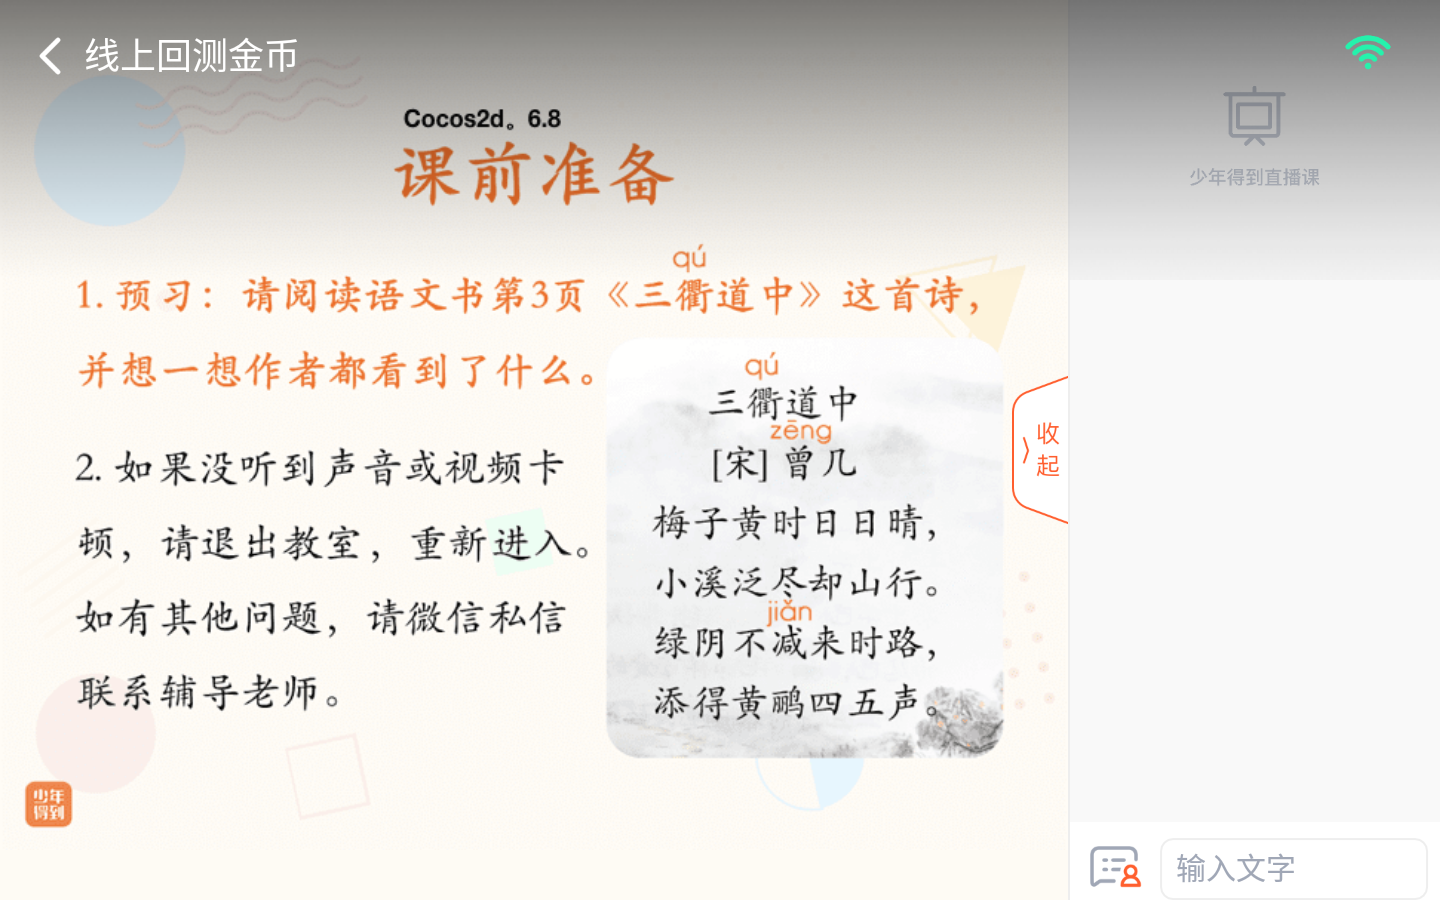 线上回测金币
Cocos2d。6.8
课前准备
qú
1. 预习：请阅读语文书第3页《三衢道中》这首诗，
并想一想作者都看到了什么。
2. 如果没听到声音或视频卡
顿，请退出教室，重新进入。
如有其他问题，请微信私信
联系辅导老师。
qú
三衢道中
zēng
[宋] 曾几
梅子黄时日日晴，
小溪泛尽却山行。
jiǎn
绿阴不减来时路，
添得黄鹂四五声。
少年
得到
收
起
少年得到直播课
输入文字